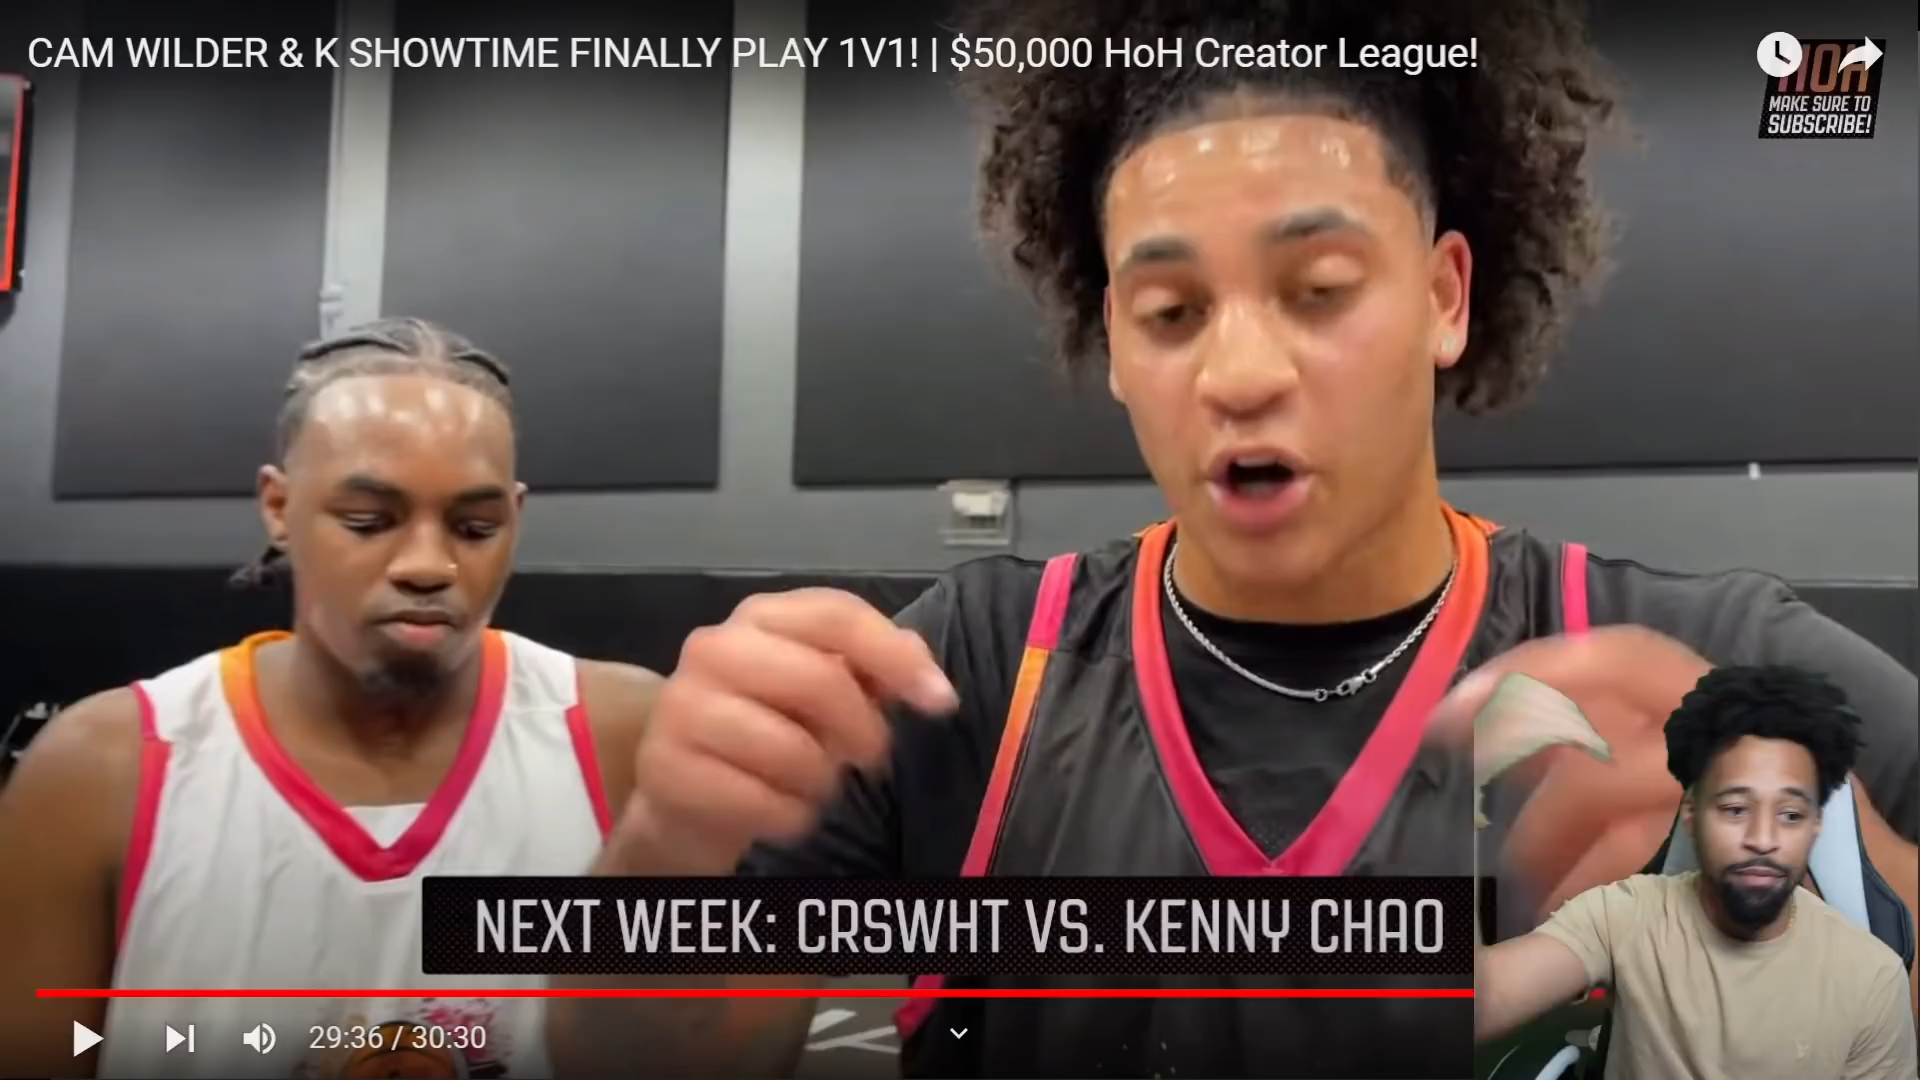 CAM WILDER & K SHOWTIME FINALLY PLAY 1V1! | $50,000 HoH Creator League!
HOH
MAKE SURE TO
SUBSCRIBE!
NEXT WEEK: CRSWHT VS. KENNY CHAO
29:36 / 30:30